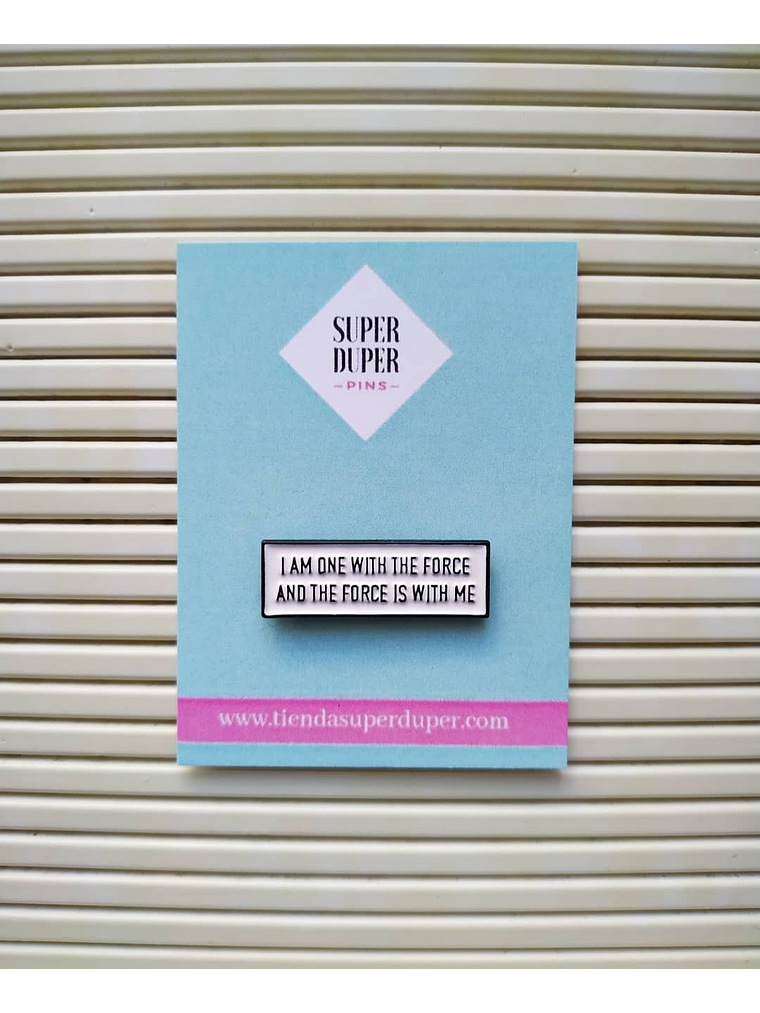 SUPER
DUPER
-PINS-
I AM ONE WITH THE FORCE
AND THE FORCE IS WITH ME
www.tiendasuperduper.com